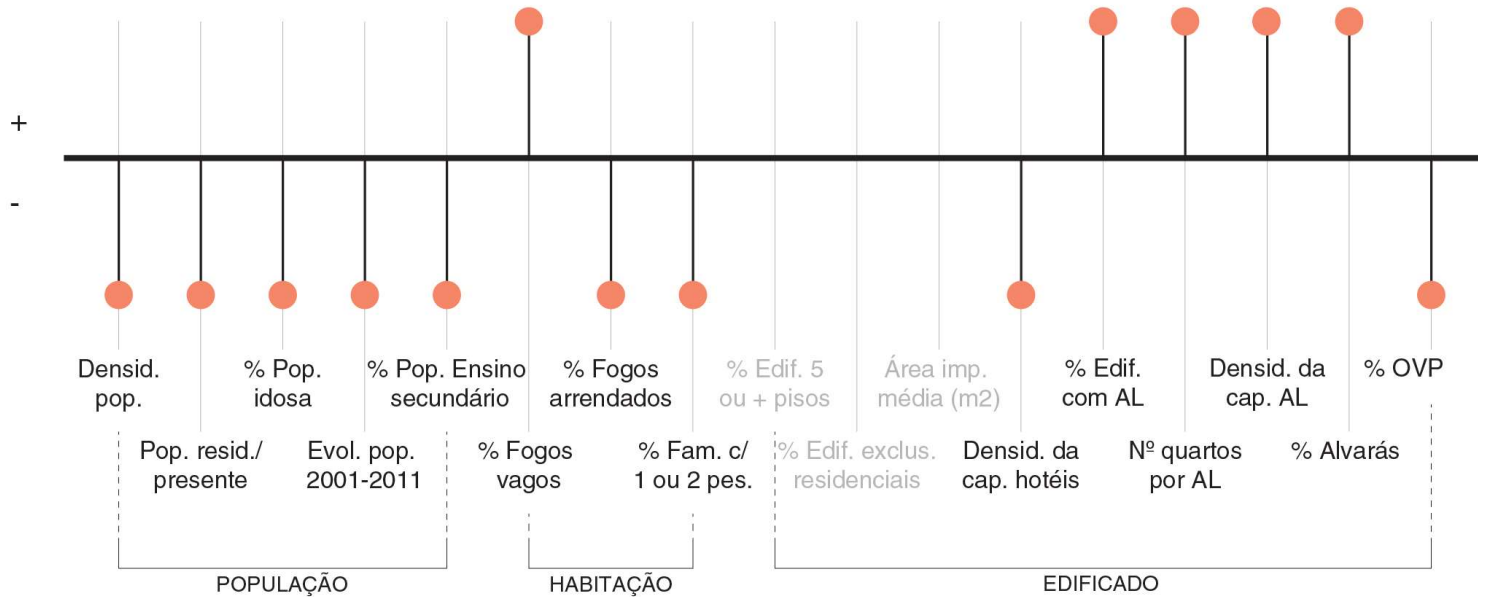 +
-
Densid.
pop.
% Pop.
idosa
% Pop. Ensino
secundário
% Fogos
arrendados
% Edif. 5
ou + pisos
Área imp.
média (m2)
% Edif.
com AL
Densid. da
cap. AL
% OVP
Pop. resid./
presente
Evol. pop.
2001-2011
% Fogos
vagos
% Fam. c/
1 ou 2 pes.
% Edif. exclus.
residenciais
Densid. da
cap. hotéis
Nº quartos
por AL
% Alvarás
POPULAÇÃO
HABITAÇÃO
EDIFICADO